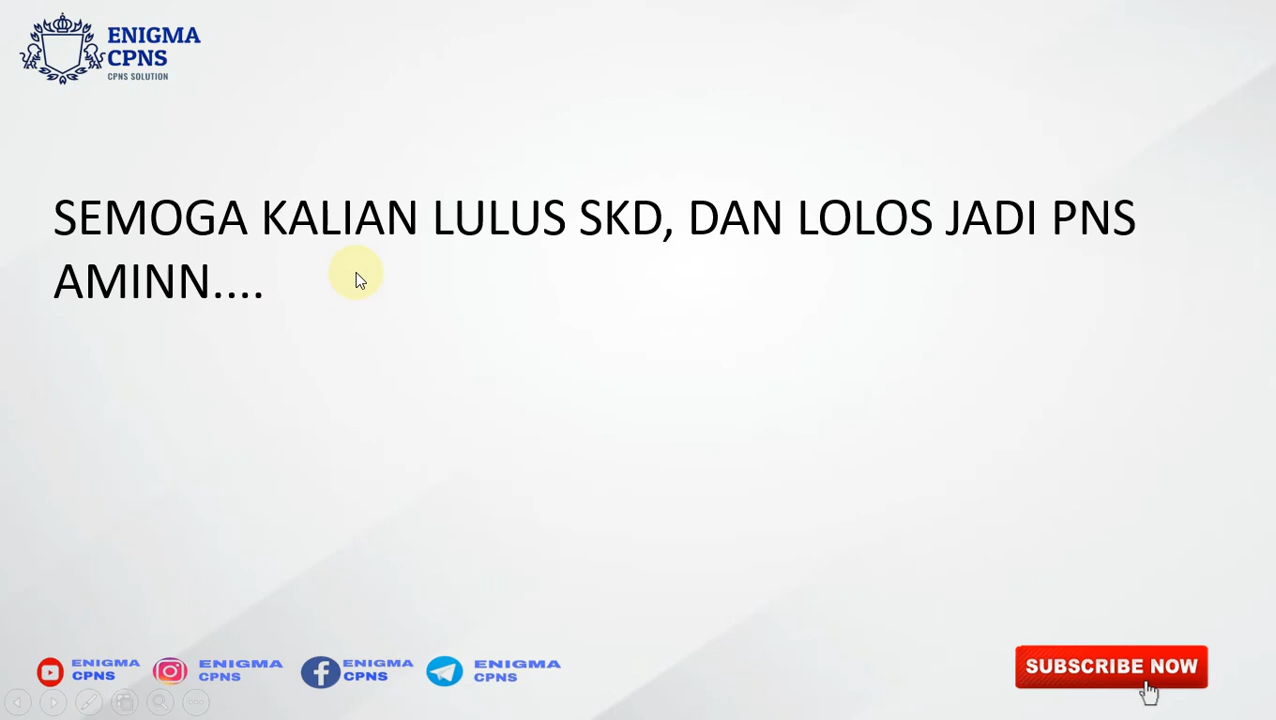 ENIGMA
CPNS
CPNS SOLUTION
SEMOGA KALIAN LULUS SKD, DAN LOLOS JADI PNS
AMINN....
ENIGMA
CPNS
ENIGMA
CPNS
ENIGMA
CPNS
ENIGMA
CPNS
SUBSCRIBE NOW